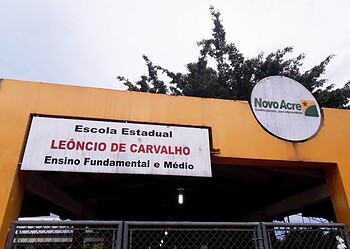 Escola Estadual
LEÔNCIO DE CARVALHO
Ensino Fundamental e Médio
Novo Acre